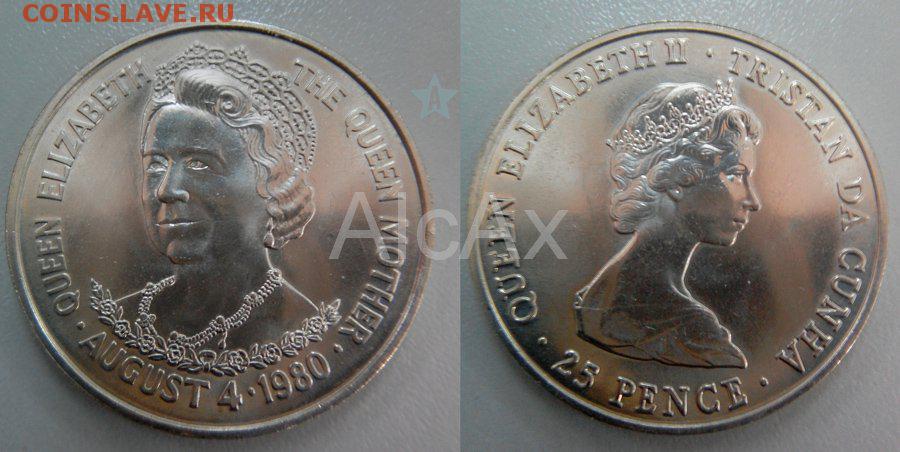 COINS.LAVE.RU
QUEEN ELIZABETH THE QUEEN MOTHER
· AUGUST 4 · 1980 ·
QUEEN ELIZABETH II · TRISTAN DA CUNHA
· 25 PENCE ·
A
AlcAx